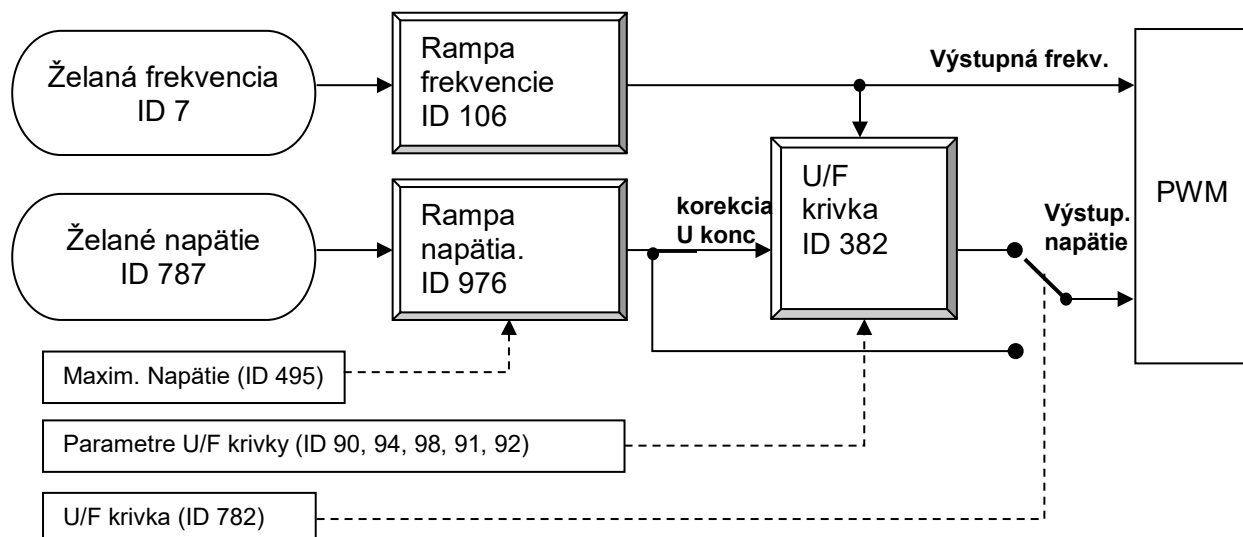 Želaná frekvencia
ID 7
Rampa
frekvencie
ID 106
Výstupná frekv.
PWM
Želané napätie
ID 787
Rampa
napätia.
ID 976
korekcia
U konc
U/F
krivka
ID 382
Výstup.
napätie
Maxim. Napätie (ID 495)
Parametre U/F krivky (ID 90, 94, 98, 91, 92)
U/F krivka (ID 782)